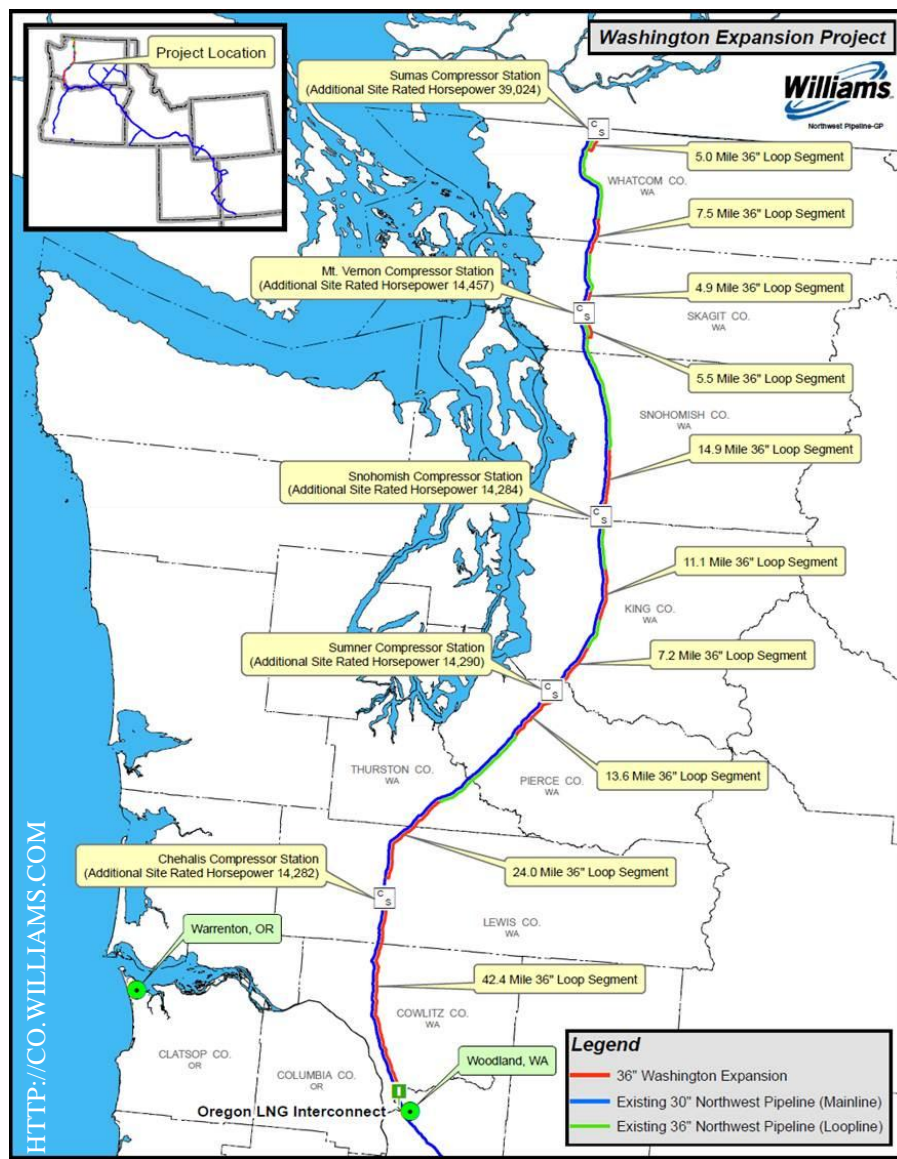 Project Location
Washington Expansion Project
Williams
Northwest Pipeline-GP
Sumas Compressor Station
(Additional Site Rated Horsepower 39,024)
C
S
5.0 Mile 36" Loop Segment
WHATCOM CO.
WA
7.5 Mile 36" Loop Segment
Mt. Vernon Compressor Station
(Additional Site Rated Horsepower 14,457)
4.9 Mile 36" Loop Segment
C
S
SKAGIT CO.
WA
5.5 Mile 36" Loop Segment
SNOHOMISH CO.
WA
14.9 Mile 36" Loop Segment
Snohomish Compressor Station
(Additional Site Rated Horsepower 14,284)
C
S
11.1 Mile 36" Loop Segment
KING CO.
WA
Sumner Compressor Station
(Additional Site Rated Horsepower 14,290)
7.2 Mile 36" Loop Segment
C
S
THURSTON CO.
WA
PIERCE CO.
WA
13.6 Mile 36" Loop Segment
Chehalis Compressor Station
(Additional Site Rated Horsepower 14,282)
24.0 Mile 36" Loop Segment
C
S
LEWIS CO.
WA
Warrenton, OR
42.4 Mile 36" Loop Segment
COWLITZ CO.
WA
CLATSOP CO.
OR
COLUMBIA CO.
OR
Woodland, WA
I
Oregon LNG Interconnect
Legend
36" Washington Expansion
Existing 30" Northwest Pipeline (Mainline)
Existing 36" Northwest Pipeline (Loopline)
HTTP://CO.WILLIAMS.COM